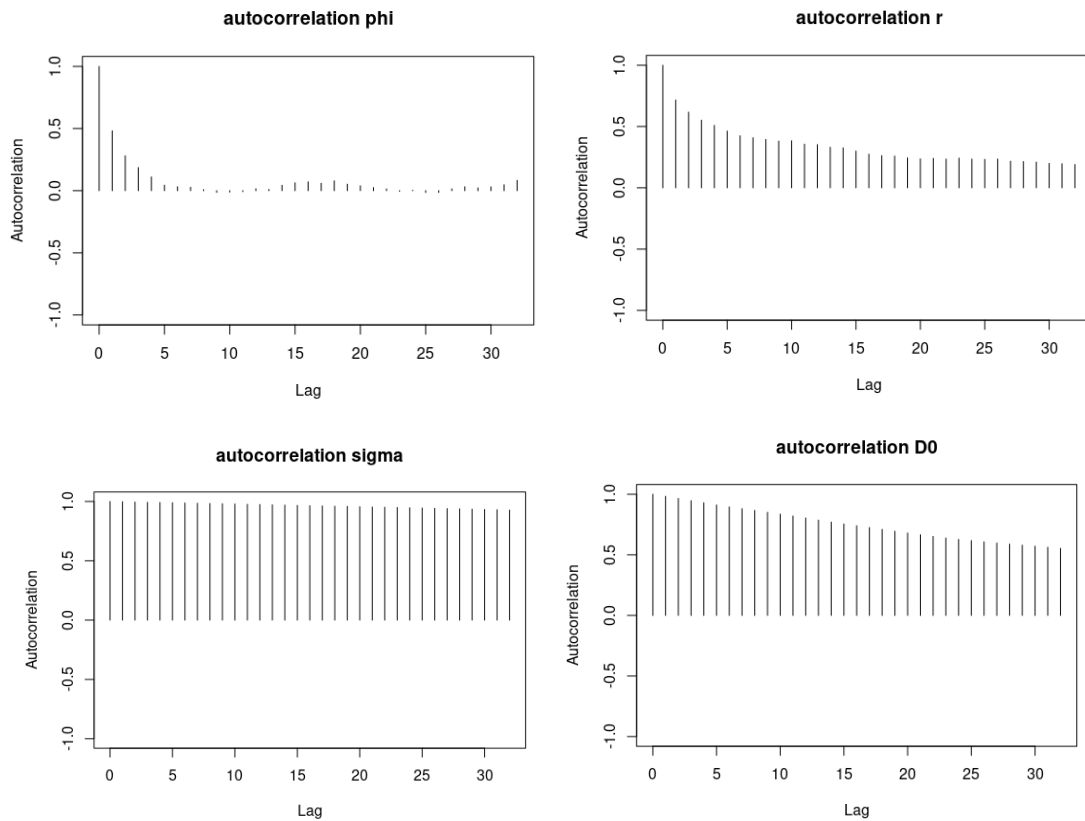 autocorrelation phi
Autocorrelation
1.0
0.5
0.0
-0.5
-1.0
0 5 10 15 20 25 30
Lag
autocorrelation r
Autocorrelation
1.0
0.5
0.0
-0.5
-1.0
0 5 10 15 20 25 30
Lag
autocorrelation sigma
Autocorrelation
1.0
0.5
0.0
-0.5
-1.0
0 5 10 15 20 25 30
Lag
autocorrelation D0
Autocorrelation
1.0
0.5
0.0
-0.5
-1.0
0 5 10 15 20 25 30
Lag